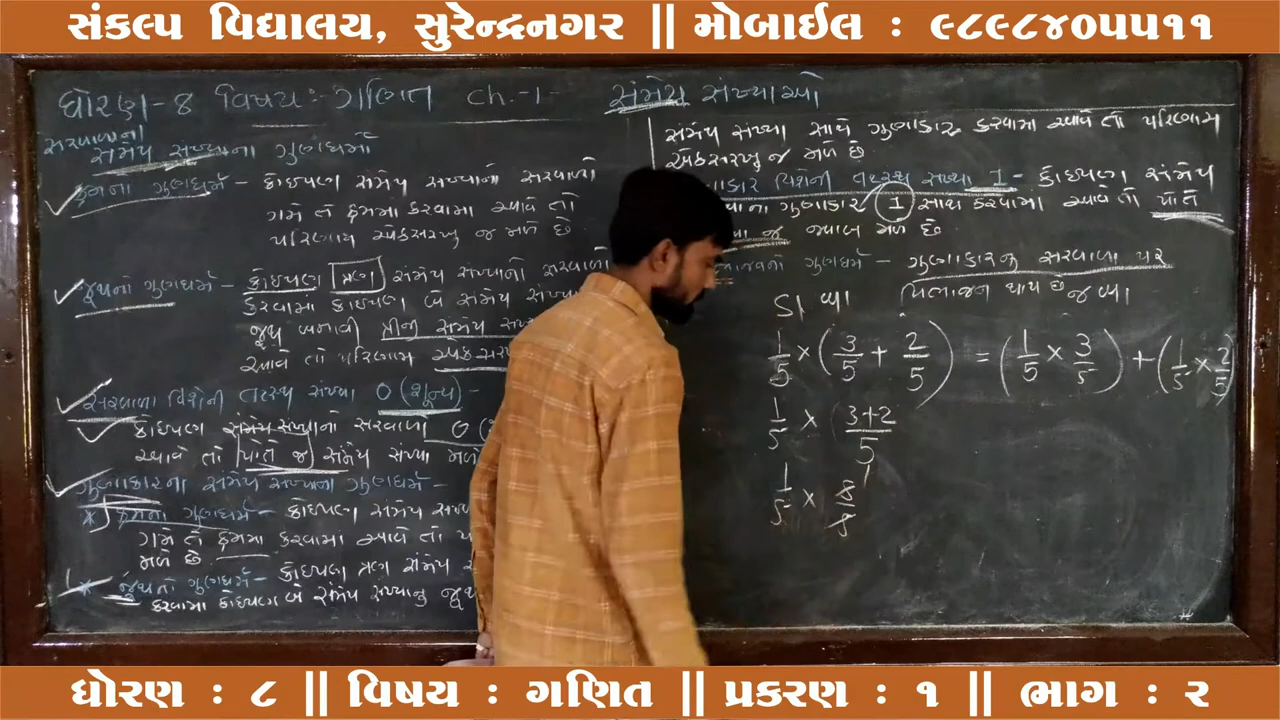 સંકલ્પ વિદ્યાલય, સુરેન્દ્રનગર || મોબાઈલ : ૯૮૯૮૪૦૫૫૧૧
ધોરણ-8 વિષય:- ગણિત ch.-1- સંમેય સંખ્યાઓ
સરવાળાના
સંમેય સંખ્યાના ગુણધર્મો
ક્રમનો ગુણધર્મ - કોઇપણ સંમેય સંખ્યાનો સરવાળો
ગમે તે ક્રમમાં કરવામાં આવે તો
પરિણામ એકસરખુ જ મળે છે
જૂથનો ગુણધર્મ - કોઇપણ ત્રણ સંમેય સંખ્યાનો સરવાળો
કરવામાં કોઇપણ બે સંમેય
જૂથ બનાવી ત્રીજી સંમેય
આવે તો પરિણામ
સરવાળા વિશેની તટસ્થ સંખ્યા 0 (શૂન્ય) -
કોઇપણ સંમેય સંખ્યાનો સરવાળો 0
આવે તો પોતે જ સંમેય સંખ્યા મળે
ગુણાકારના સંમેય સંખ્યાના ગુણધર્મ -
* ક્રમનો ગુણધર્મ - કોઇપણ સંમેય
ગમે તે ક્રમમાં કરવામાં આવે તો
મળે છે
* જૂથનો ગુણધર્મ - કોઇપણ ત્રણ સંમેય
કરવામાં કોઇપણ બે સંમેય સંખ્યાનુ જૂથ
સંમેય સંખ્યા સાથે ગુણાકાર કરવામાં આવે તો પરિણામ
એકસરખુ જ મળે છે
વિશેની તટસ્થ સંખ્યા 1 - કોઇપણ સંમેય
ગુણાકાર 1 સાથે કરવામાં આવે તો પોતે
જ જવાબ મળે છે
ગુણધર્મ - ગુણાકારનુ સરવાળા પર
વિભાજન થાય છે
1/5 × (3/5 + 2/5) = (1/5 × 3/5) + (1/5 × 2/5)
1/5 × (3+2/5
1/5 × 8/8 1
ધોરણ : ૮ || વિષય : ગણિત || પ્રકરણ : ૧ || ભાગ : ૨